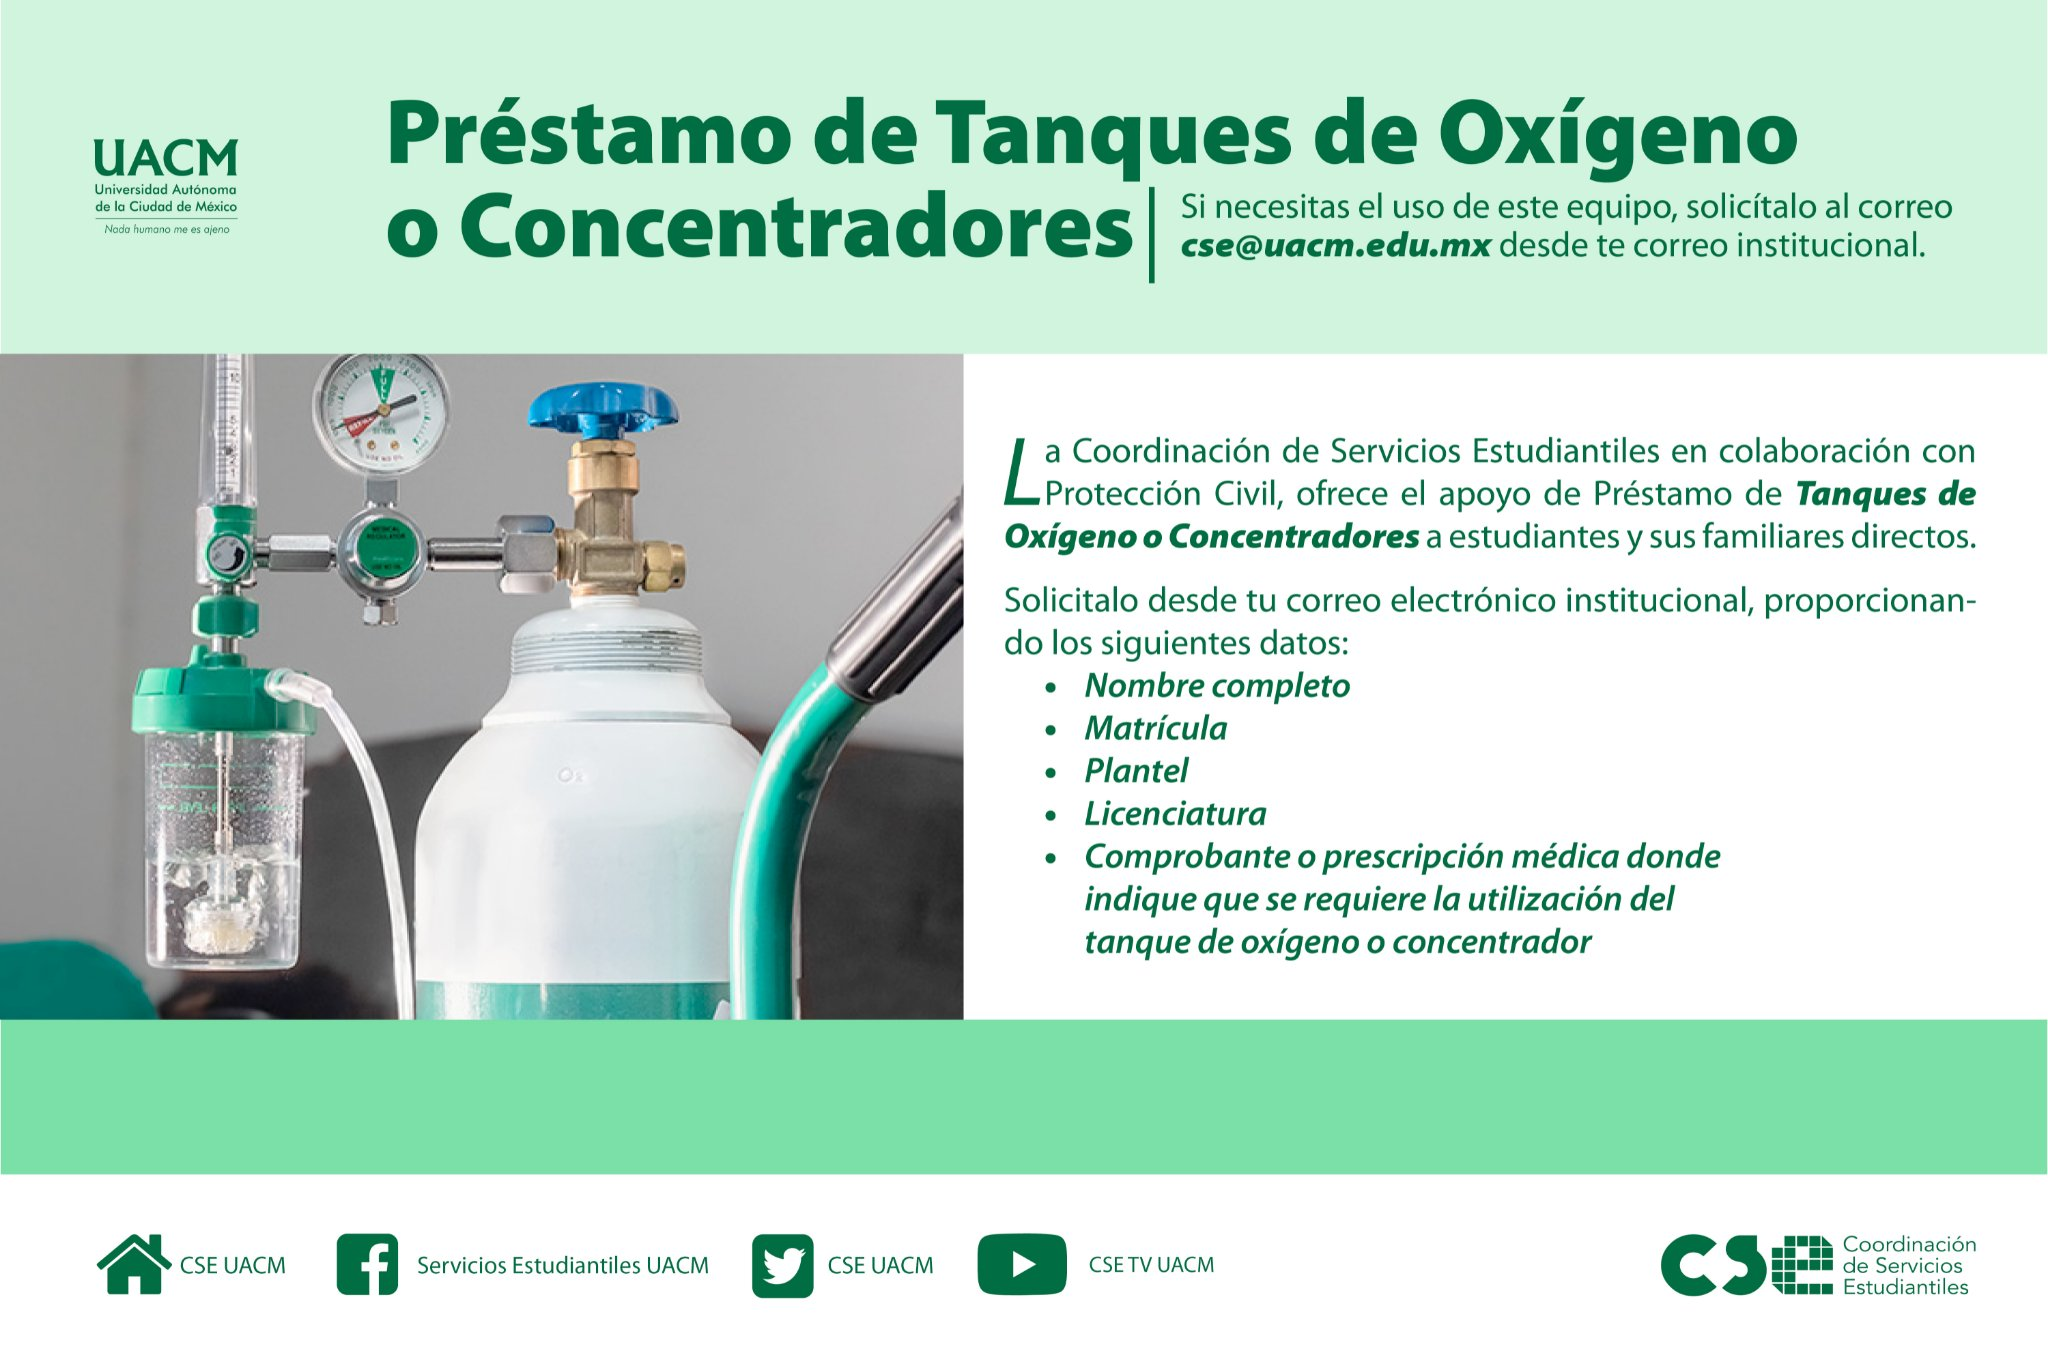 UACM
Universidad Autónoma
de la Ciudad de México
Nada humano me es ajeno
Préstamo de Tanques de Oxígeno
o Concentradores
Si necesitas el uso de este equipo, solicítalo al correo
cse@uacm.edu.mx desde te correo institucional.
La Coordinación de Servicios Estudiantiles en colaboración con
Protección Civil, ofrece el apoyo de Préstamo de Tanques de
Oxígeno o Concentradores a estudiantes y sus familiares directos.
Solicitalo desde tu correo electrónico institucional, proporcionan-
do los siguientes datos:
• Nombre completo
• Matrícula
• Plantel
• Licenciatura
• Comprobante o prescripción médica donde
indique que se requiere la utilización del
tanque de oxígeno o concentrador
MEDICAL
REGULATOR
FULL
O2
CSE UACM
Servicios Estudiantiles UACM
CSE UACM
CSE TV UACM
cse
Coordinación
de Servicios
Estudiantiles